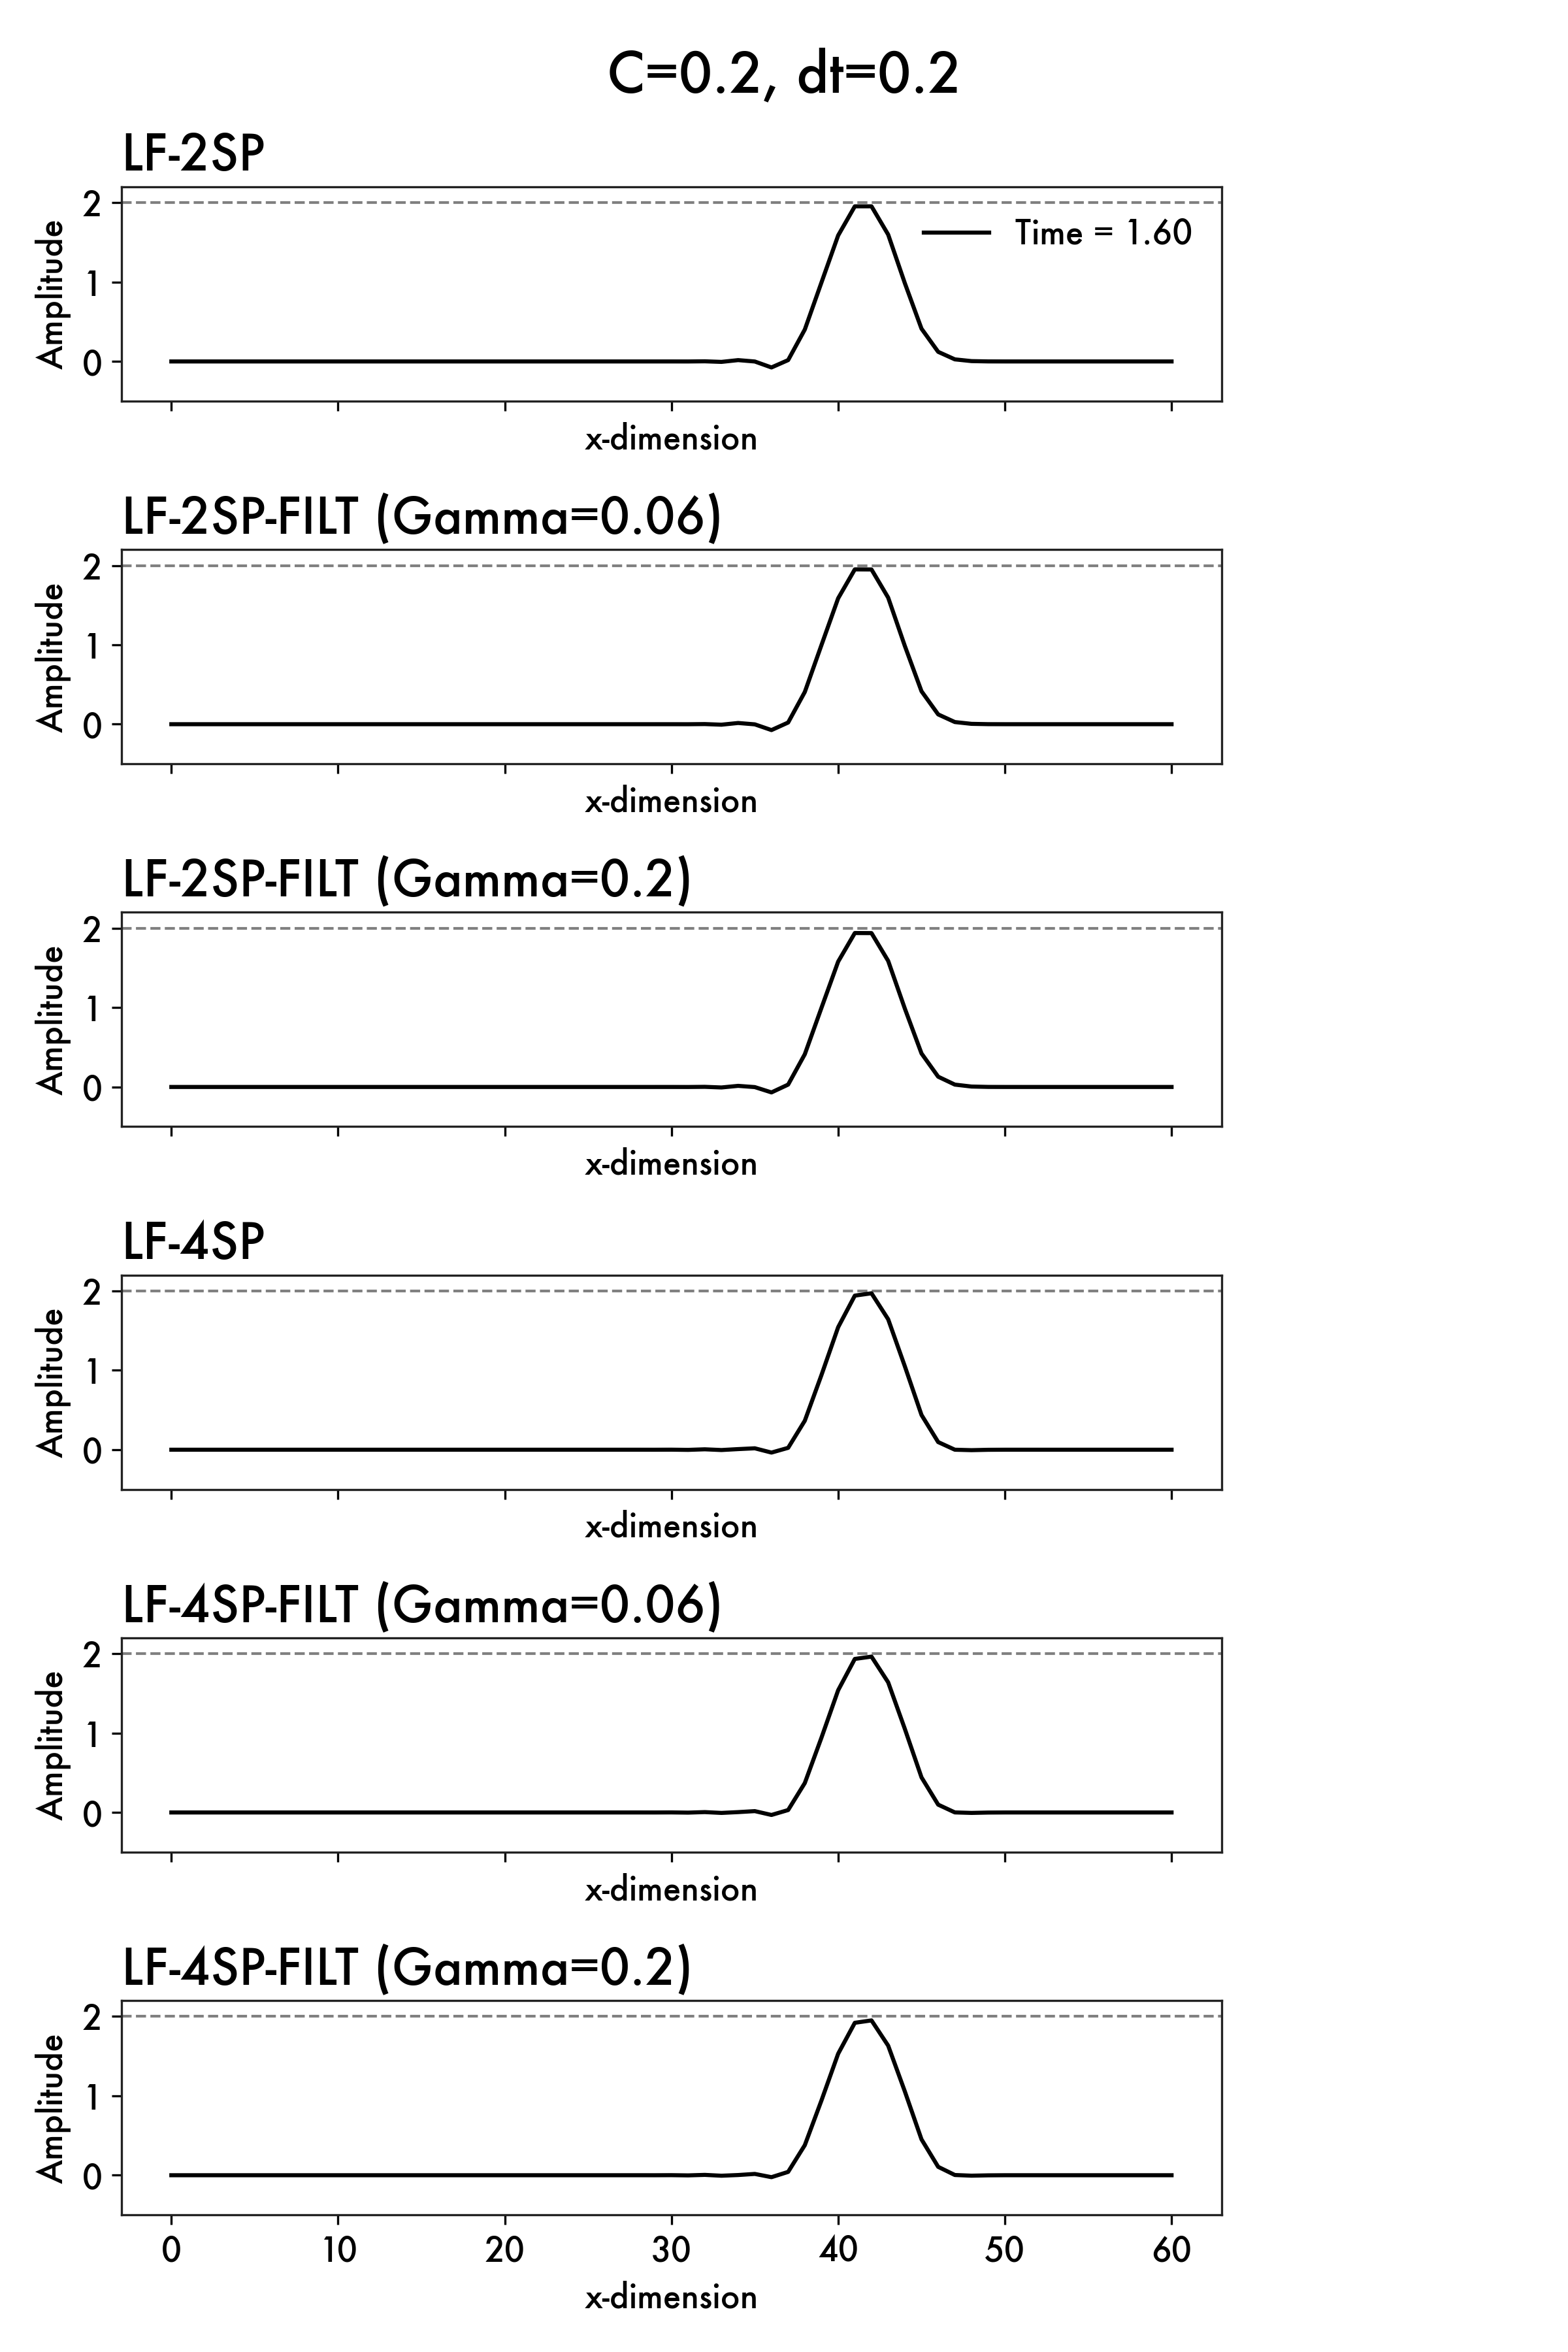 C=0.2, dt=0.2
LF-2SP
2
1
0
Amplitude
Time = 1.60
x-dimension
LF-2SP-FILT (Gamma=0.06)
2
1
0
Amplitude
x-dimension
LF-2SP-FILT (Gamma=0.2)
2
1
0
Amplitude
x-dimension
LF-4SP
2
1
0
Amplitude
x-dimension
LF-4SP-FILT (Gamma=0.06)
2
1
0
Amplitude
x-dimension
LF-4SP-FILT (Gamma=0.2)
2
1
0
Amplitude
0 10 20 30 40 50 60
x-dimension